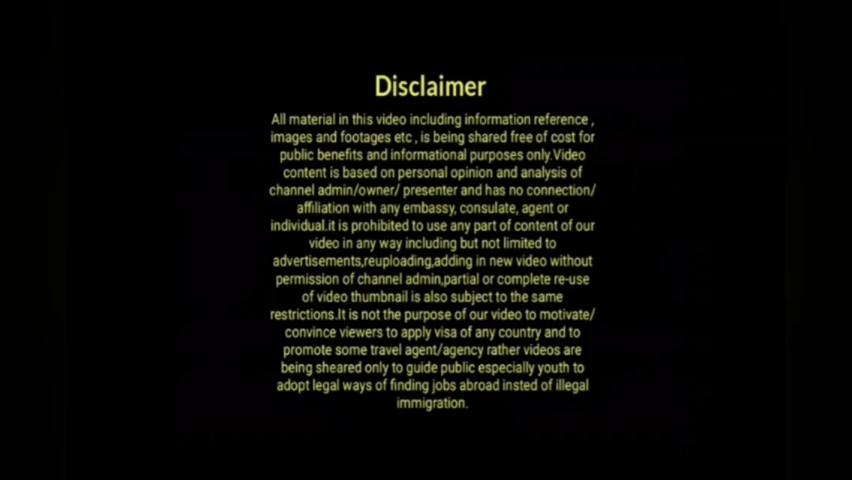 Disclaimer
All material in this video including information reference ,
images and footages etc , is being shared free of cost for
public benefits and informational purposes only.Video
content is based on personal opinion and analysis of
channel admin/owner/ presenter and has no connection/
affiliation with any embassy, consulate, agent or
individual.it is prohibited to use any part of content of our
video in any way including but not limited to
advertisements,reuploading,adding in new video without
permission of channel admin,partial or complete re-use
of video thumbnail is also subject to the same
restrictions.It is not the purpose of our video to motivate/
convince viewers to apply visa of any country and to
promote some travel agent/agency rather videos are
being sheared only to guide public especially youth to
adopt legal ways of finding jobs abroad insted of illegal
immigration.